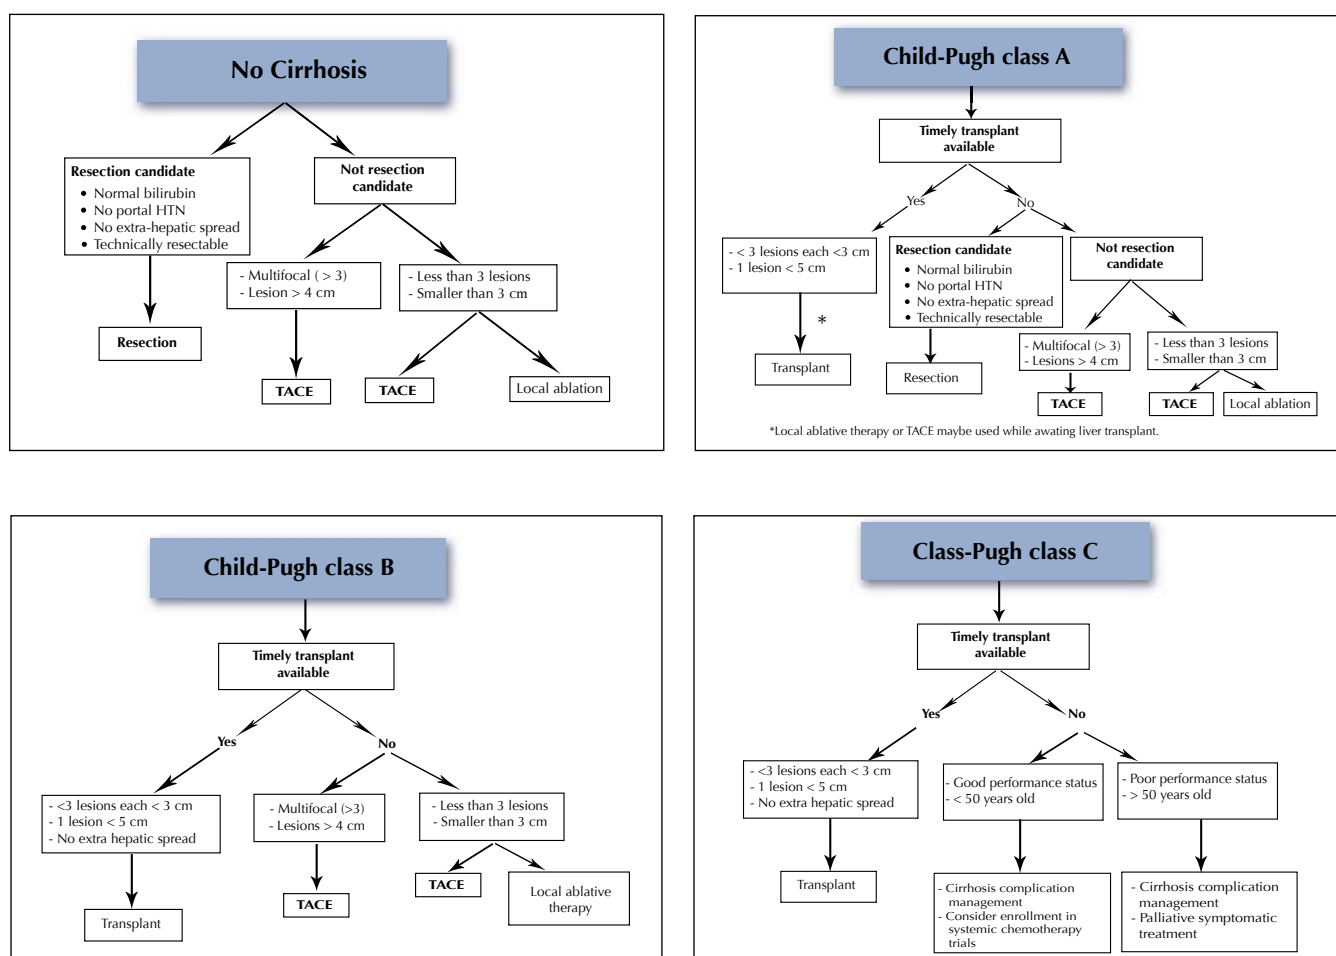 No Cirrhosis
Resection candidate
• Normal bilirubin
• No portal HTN
• No extra-hepatic spread
• Technically resectable
Not resection
candidate
- Multifocal ( > 3)
- Lesion > 4 cm
- Less than 3 lesions
- Smaller than 3 cm
Resection
TACE
TACE
Local ablation
Child-Pugh class A
Timely transplant
available
Yes
No
- < 3 lesions each <3 cm
- 1 lesion < 5 cm
Resection candidate
• Normal bilirubin
• No portal HTN
• No extra-hepatic spread
• Technically resectable
Not resection
candidate
*
- Multifocal (> 3)
- Lesions > 4 cm
- Less than 3 lesions
- Smaller than 3 cm
Transplant
Resection
TACE
TACE
Local ablation
*Local ablative therapy or TACE maybe used while awating liver transplant.
Child-Pugh class B
Timely transplant
available
Yes
No
- <3 lesions each < 3 cm
- 1 lesion < 5 cm
- No extra hepatic spread
- Multifocal (>3)
- Lesions > 4 cm
- Less than 3 lesions
- Smaller than 3 cm
Transplant
TACE
TACE
Local ablative
therapy
Class-Pugh class C
Timely transplant
available
Yes
No
- <3 lesions each < 3 cm
- 1 lesion < 5 cm
- No extra hepatic spread
- Good performance status
- < 50 years old
- Poor performance status
- > 50 years old
Transplant
- Cirrhosis complication
management
- Consider enrollment in
systemic chemotherapy
trials
- Cirrhosis complication
management
- Palliative symptomatic
treatment